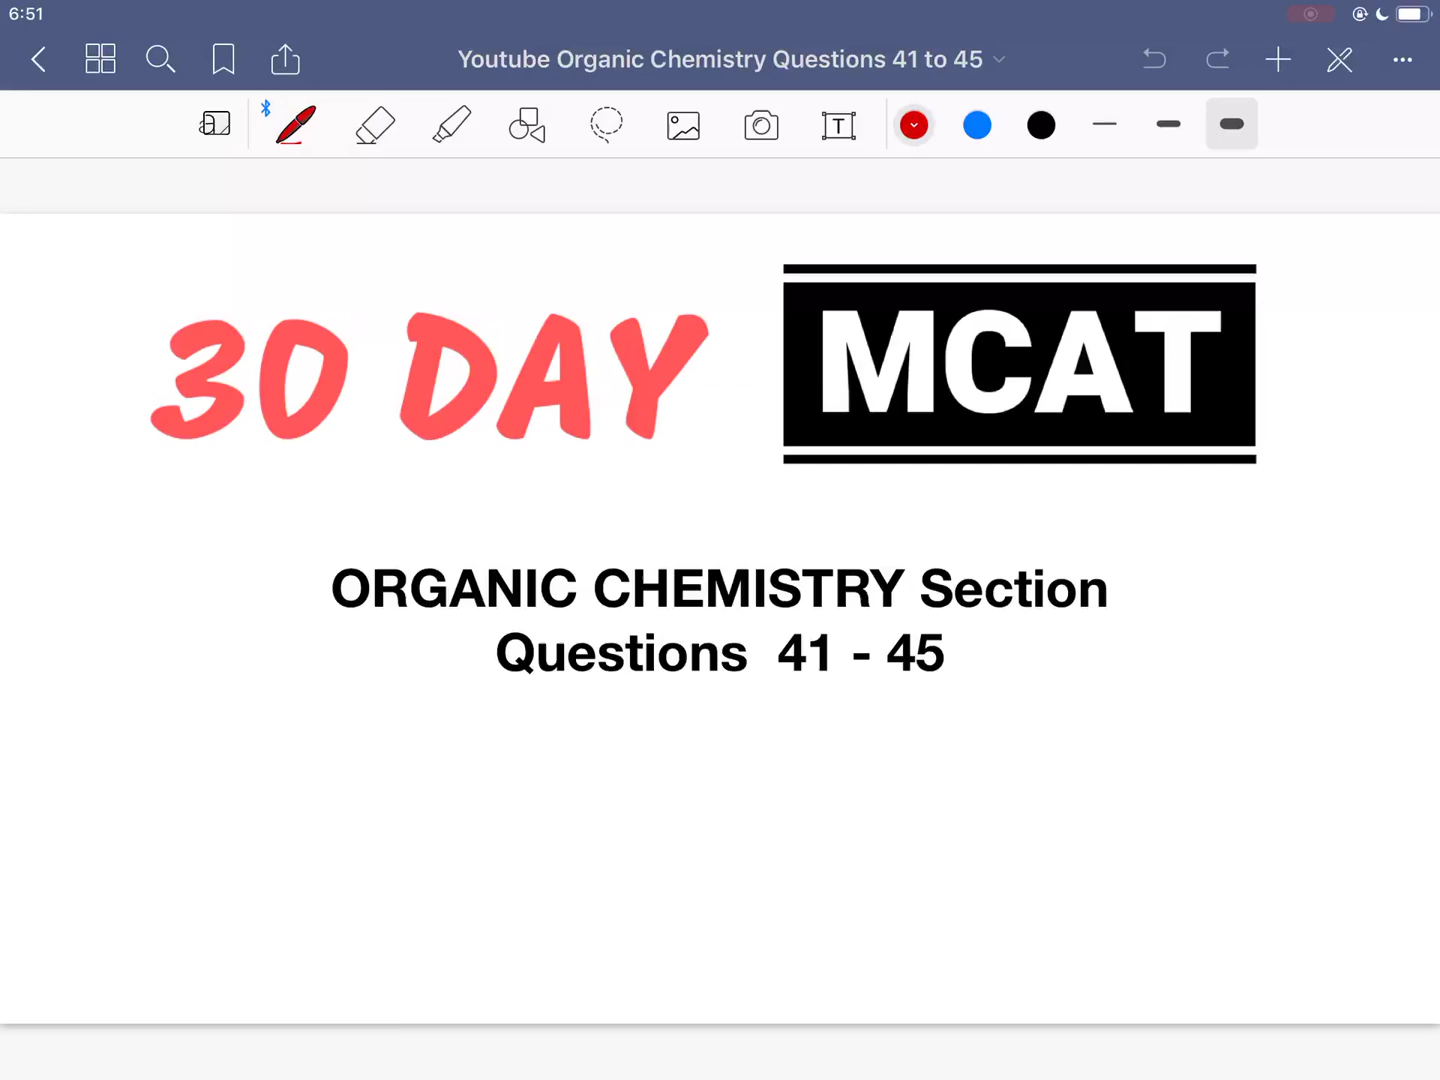 6:51
Youtube Organic Chemistry Questions 41 to 45
T
30 DAY
MCAT
ORGANIC CHEMISTRY Section
Questions 41 - 45